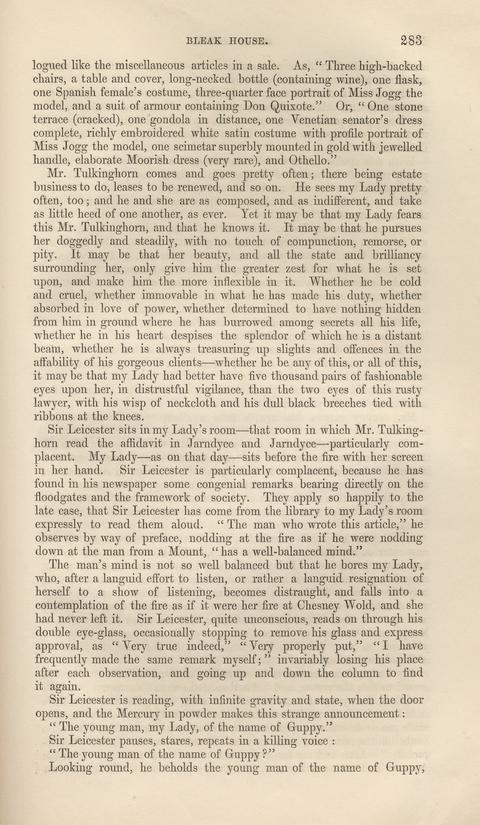 BLEAK HOUSE. 283
logued like the miscellaneous articles in a sale. As, “ Three high-backed
chairs, a table and cover, long-necked bottle (containing wine), one flask,
one Spanish female's costume, three-quarter face portrait of Miss Jogg the
model, and a suit of armour containing Don Quixote.” Or, “ One stone
terrace (cracked), one gondola in distance, one Venetian senator's dress
complete, richly embroidered white satin costume with profile portrait of
Miss Jogg the model, one scimetar superbly mounted in gold with jewelled
handle, elaborate Moorish dress (very rare), and Othello.”
Mr. Tulkinghorn comes and goes pretty often; there being estate
business to do, leases to be renewed, and so on. He sees my Lady pretty
often, too; and he and she are as composed, and as indifferent, and take
as little heed of one another, as ever. Yet it may be that my Lady fears
this Mr. Tulkinghorn, and that he knows it. It may be that he pursues
her doggedly and steadily, with no touch of compunction, remorse, or
pity. It may be that her beauty, and all the state and brilliancy
surrounding her, only give him the greater zest for what he is set
upon, and make him the more inflexible in it. Whether he be cold
and cruel, whether immovable in what he has made his duty, whether
absorbed in love of power, whether determined to have nothing hidden
from him in ground where he has burrowed among secrets all his life,
whether he in his heart despises the splendor of which he is a distant
beam, whether he is always treasuring up slights and offences in the
affability of his gorgeous clients—whether he be any of this, or all of this,
it may be that my Lady had better have five thousand pairs of fashionable
eyes upon her, in distrustful vigilance, than the two eyes of this rusty
lawyer, with his wisp of neckcloth and his dull black breeches tied with
ribbons at the knees.
Sir Leicester sits in my Lady's room—that room in which Mr. Tulking-
horn read the affidavit in Jarndyce and Jarndyce—particularly com-
placent. My Lady—as on that day—sits before the fire with her screen
in her hand. Sir Leicester is particularly complacent, because he has
found in his newspaper some congenial remarks bearing directly on the
floodgates and the framework of society. They apply so happily to the
late case, that Sir Leicester has come from the library to my Lady's room
expressly to read them aloud. “ The man who wrote this article,” he
observes by way of preface, nodding at the fire as if he were nodding
down at the man from a Mount, “ has a well-balanced mind.”
The man's mind is not so well balanced but that he bores my Lady,
who, after a languid effort to listen, or rather a languid resignation of
herself to a show of listening, becomes distraught, and falls into a
contemplation of the fire as if it were her fire at Chesney Wold, and she
had never left it. Sir Leicester, quite unconscious, reads on through his
double eye-glass, occasionally stopping to remove his glass and express
approval, as “ Very true indeed,” “ Very properly put,” “ I have
frequently made the same remark myself; ” invariably losing his place
after each observation, and going up and down the column to find
it again.
Sir Leicester is reading, with infinite gravity and state, when the door
opens, and the Mercury in powder makes this strange announcement :
“ The young man, my Lady, of the name of Guppy.”
Sir Leicester pauses, stares, repeats in a killing voice :
“ The young man of the name of Guppy ? ”
Looking round, he beholds the young man of the name of Guppy,